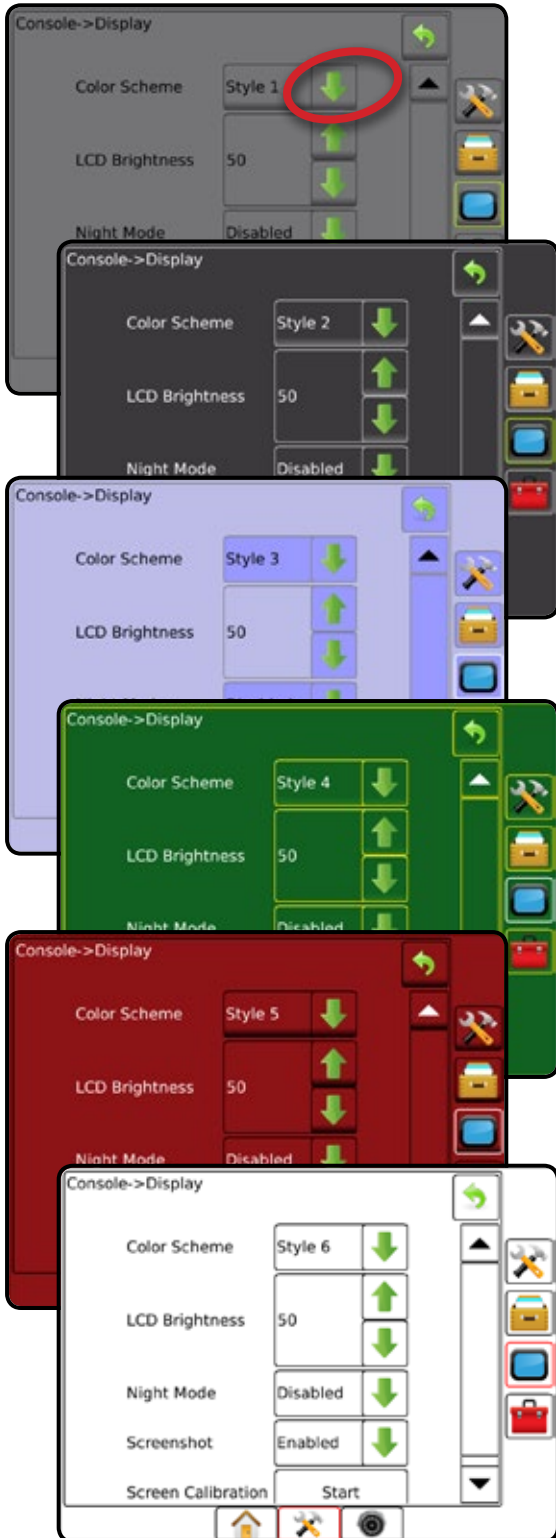 Console->Display
Color Scheme Style 1
LCD Brightness 50
Night Mode Disabled
Console->Display
Color Scheme Style 2
LCD Brightness 50
Night Mode Disabled
Console->Display
Color Scheme Style 3
LCD Brightness 50
Console->Display
Color Scheme Style 4
LCD Brightness 50
Night Mode Disabled
Console->Display
Color Scheme Style 5
LCD Brightness 50
Night Mode Disabled
Console->Display
Color Scheme Style 6
LCD Brightness 50
Night Mode Disabled
Screenshot Enabled
Screen Calibration Start